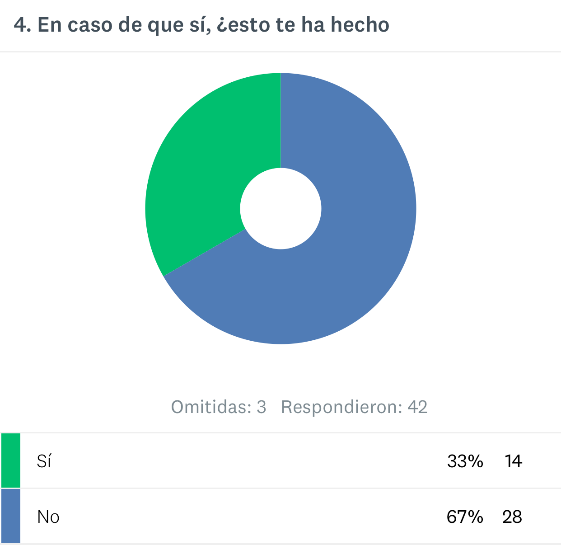 4. En caso de que sí, ¿esto te ha hecho
Omitidas: 3 Respondieron: 42
Sí 33% 14
No 67% 28